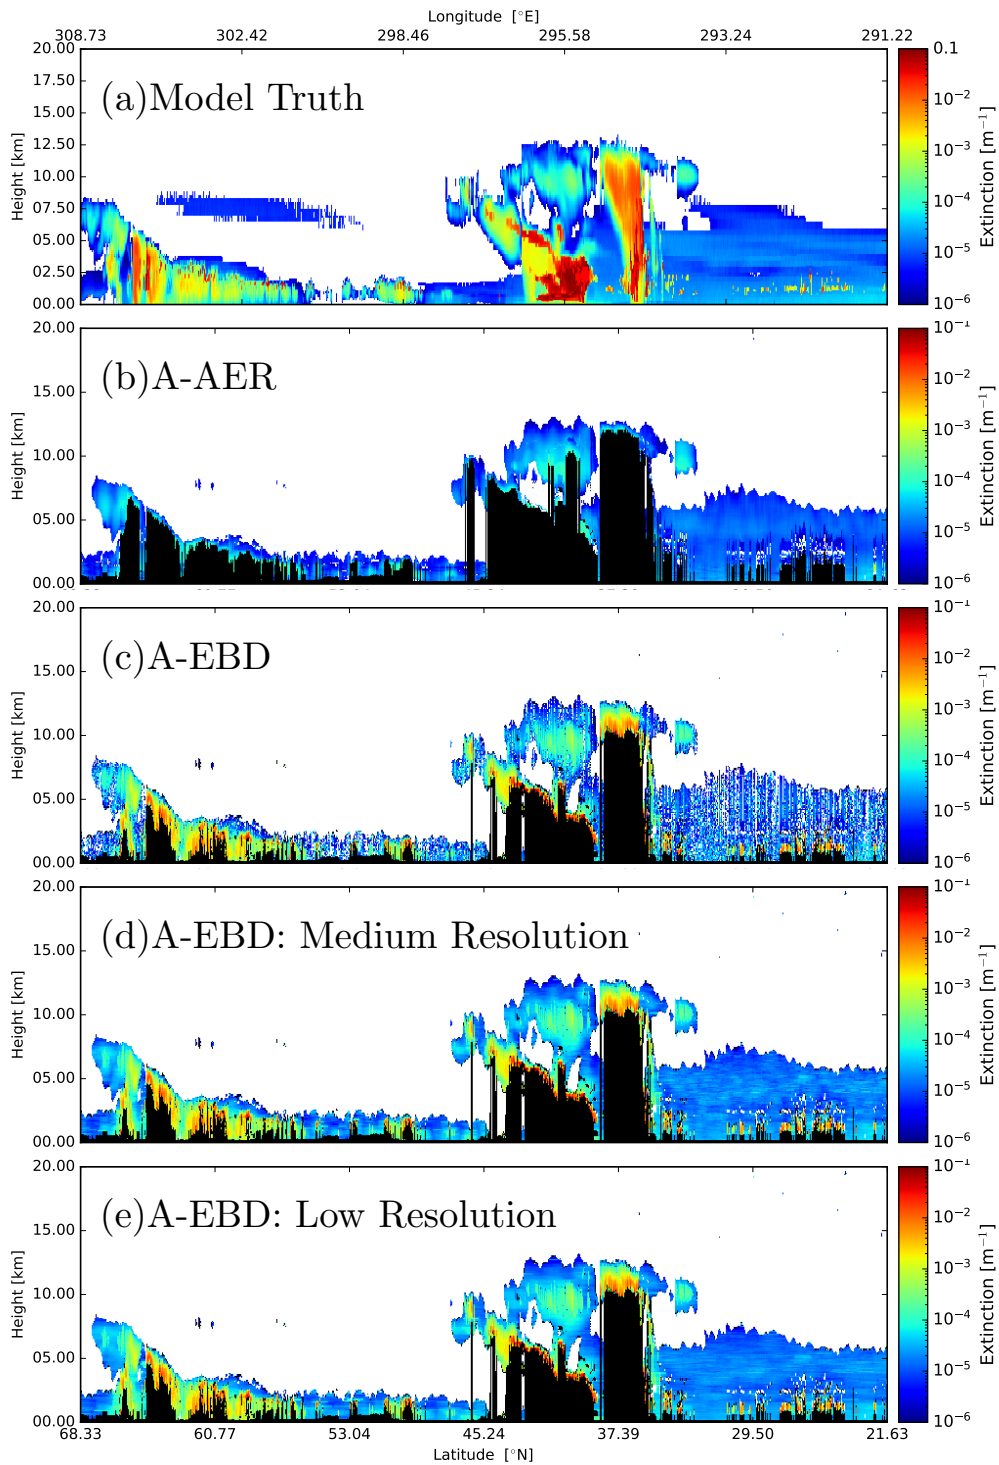 Longitude [°E]
308.73 302.42 298.46 295.58 293.24 291.22
20.00 17.50 15.00 12.50 10.00 07.50 05.00 02.50 00.00
Height [km]
(a)Model Truth
0.1 10⁻² 10⁻³ 10⁻⁴ 10⁻⁵ 10⁻⁶
Extinction [m⁻¹]
20.00 15.00 10.00 05.00 00.00
Height [km]
(b)A-AER
10⁻¹ 10⁻² 10⁻³ 10⁻⁴ 10⁻⁵ 10⁻⁶
Extinction [m⁻¹]
20.00 15.00 10.00 05.00 00.00
Height [km]
(c)A-EBD
10⁻¹ 10⁻² 10⁻³ 10⁻⁴ 10⁻⁵ 10⁻⁶
Extinction [m⁻¹]
20.00 15.00 10.00 05.00 00.00
Height [km]
(d)A-EBD: Medium Resolution
10⁻¹ 10⁻² 10⁻³ 10⁻⁴ 10⁻⁵ 10⁻⁶
Extinction [m⁻¹]
20.00 15.00 10.00 05.00 00.00
Height [km]
(e)A-EBD: Low Resolution
10⁻¹ 10⁻² 10⁻³ 10⁻⁴ 10⁻⁵ 10⁻⁶
Extinction [m⁻¹]
68.33 60.77 53.04 45.24 37.39 29.50 21.63
Latitude [°N]